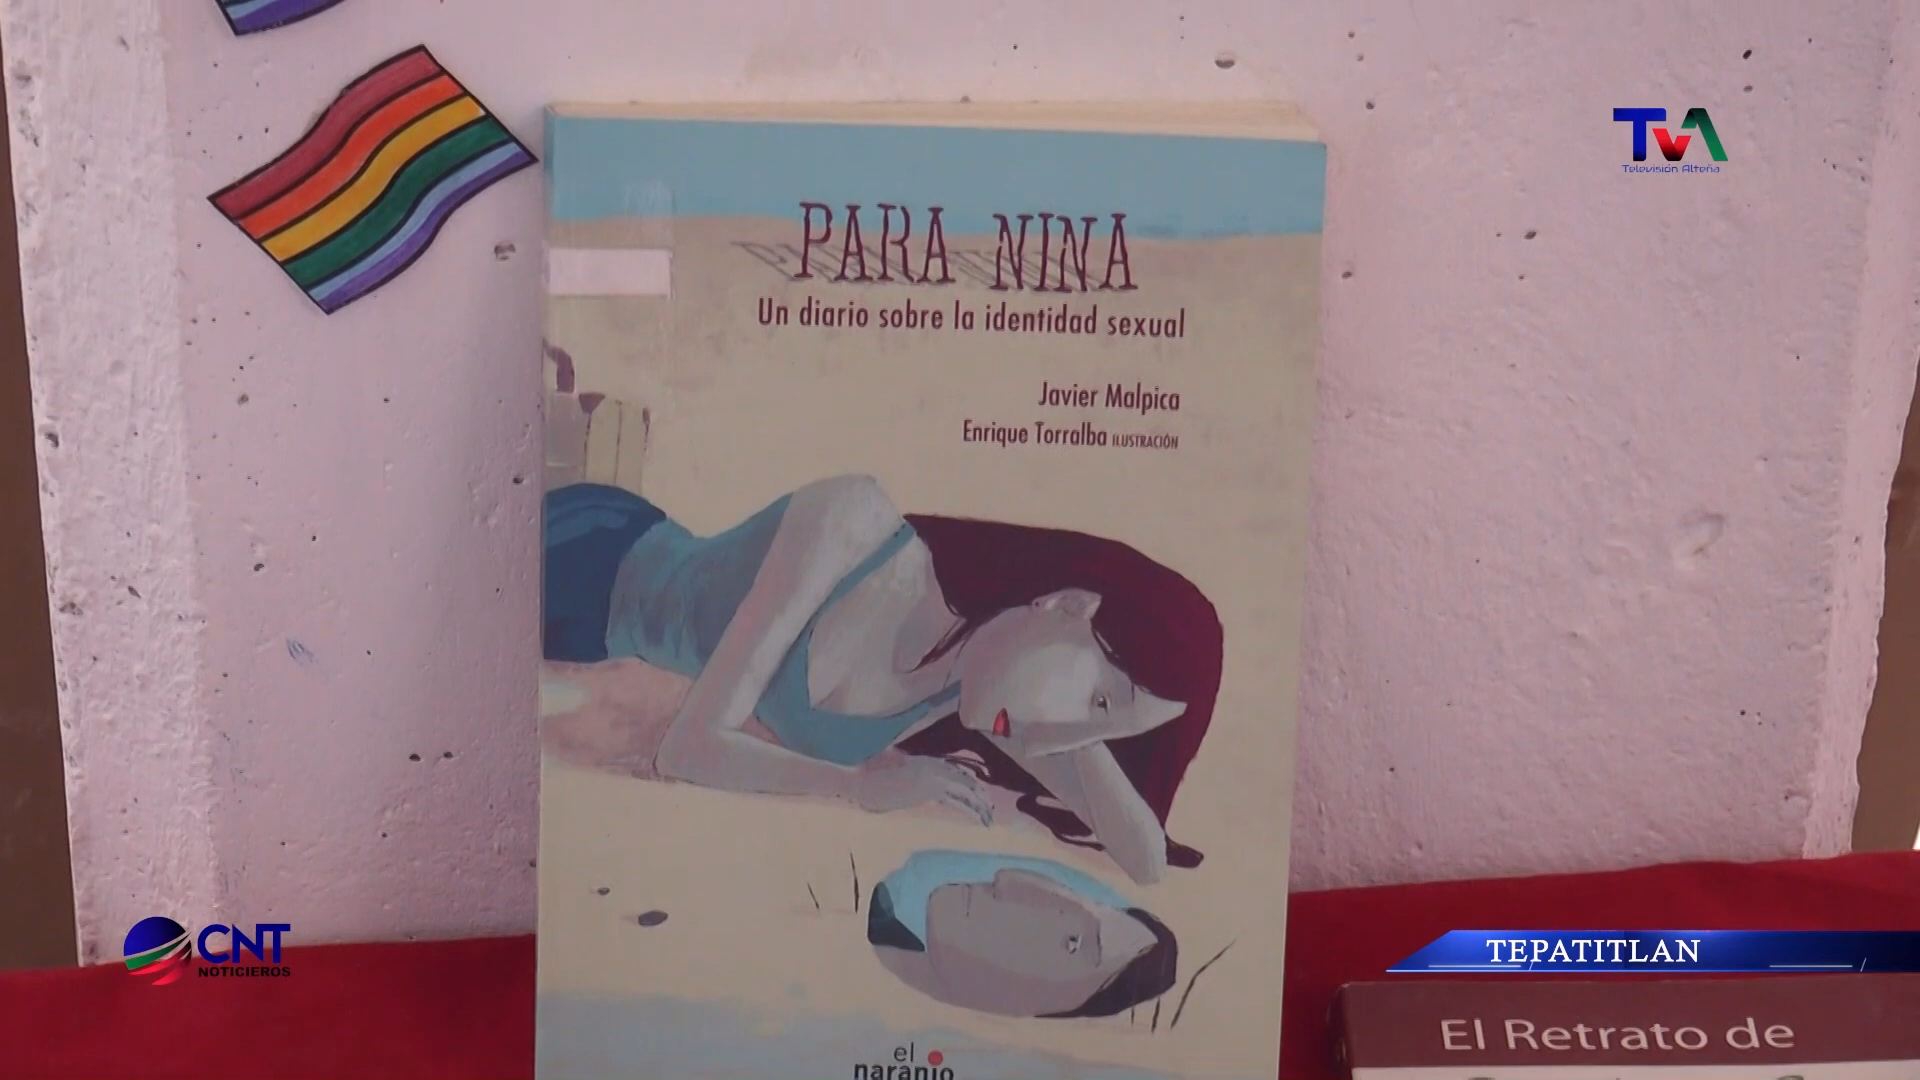 TVA
Televisión Alteña
PARA NINA
Un diario sobre la identidad sexual
Javier Malpica
Enrique Torralba ILUSTRACIÓN
CNT
NOTICIEROS
TEPATITLAN
El Retrato de
el
naranjo